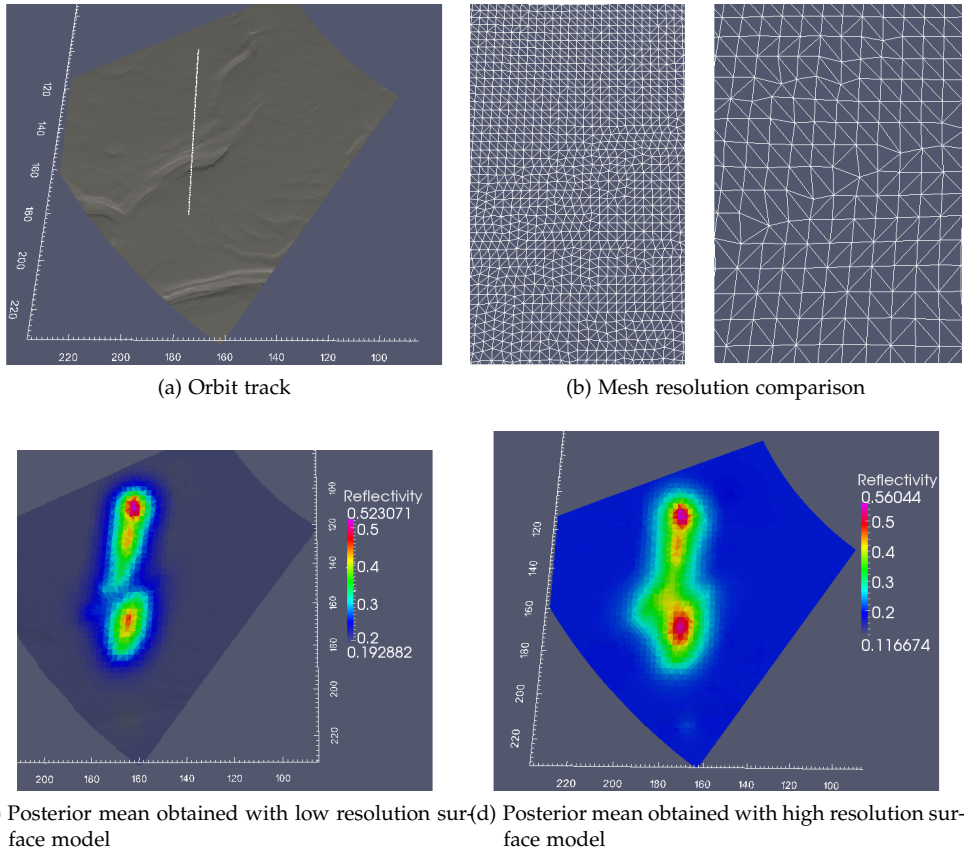 120
140
160
180
200
220
220 200 180 160 140 120 100
(a) Orbit track
(b) Mesh resolution comparison
Reflectivity
0.523071
0.5
0.4
0.3
0.2
0.192882
100
120
140
160
180
200
220
200 180 160 140 120 100
) Posterior mean obtained with low resolution sur-
face model
Reflectivity
0.56044
0.5
0.4
0.3
0.2
0.116674
120
140
160
180
200
220
220 200 180 160 140 120 100
(d) Posterior mean obtained with high resolution sur-
face model